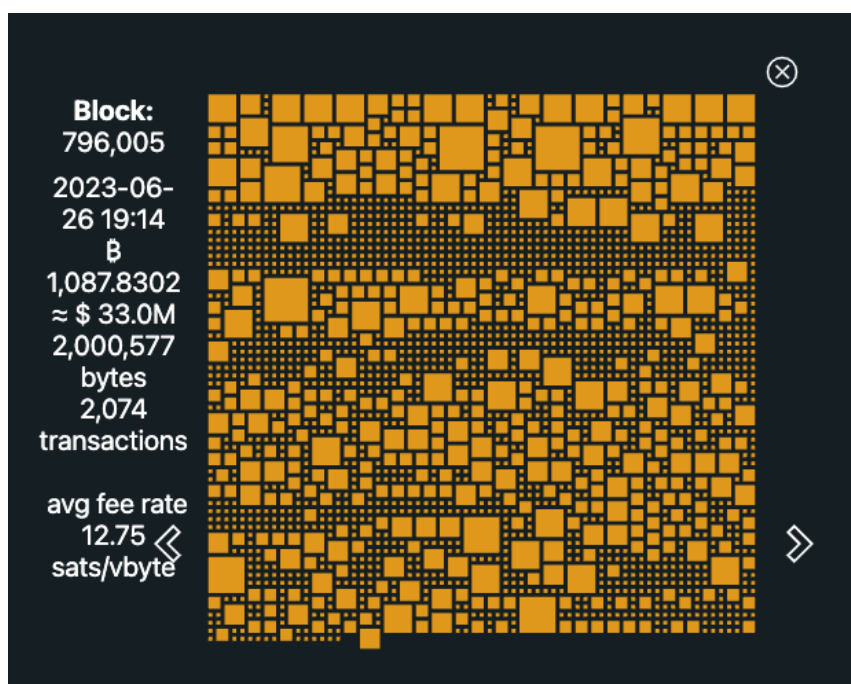 Block:
796,005
2023-06-
26 19:14
₿
1,087.8302
≈ $ 33.0M
2,000,577
bytes
2,074
transactions
avg fee rate
12.75
sats/vbyte